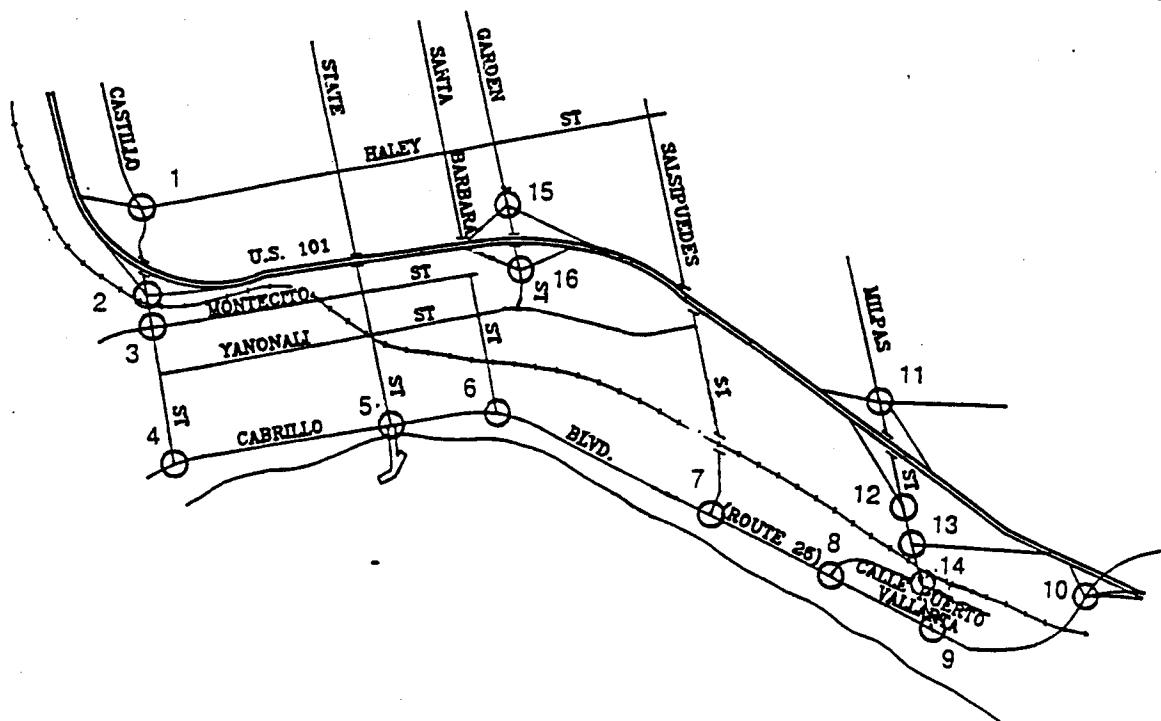 CASTILLO
STATE
SANTA
BARBARA
GARDEN
ST
HALEY
SALSIPUEDES
1
15
U.S. 101
16
2
MONTECITO
ST
ST
3
YANONALI
ST
ST
MILPAS
11
ST
ST
ST
4
CABRILLO
5
6
BLVD.
7
(ROUTE 25)
8
12
ST
13
14
CALLE PUERTO
VALLARTA
9
10